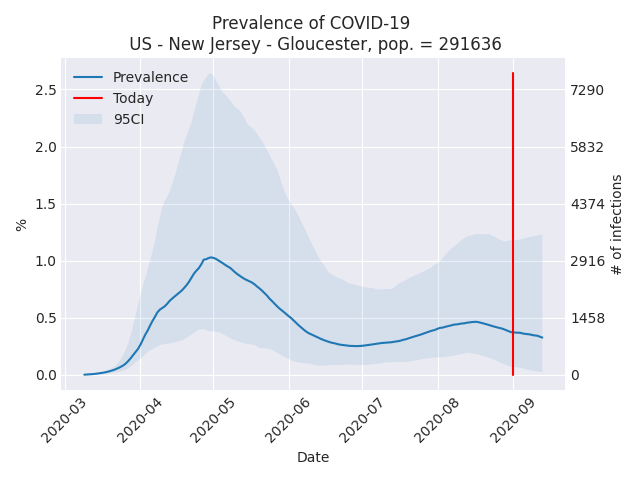 Prevalence of COVID-19
US - New Jersey - Gloucester, pop. = 291636
Prevalence
Today
95CI
2.5
2.0
1.5
1.0
0.5
0.0
%
7290
5832
4374
2916
1458
0
# of infections
2020-03
2020-04
2020-05
2020-06
2020-07
2020-08
2020-09
Date